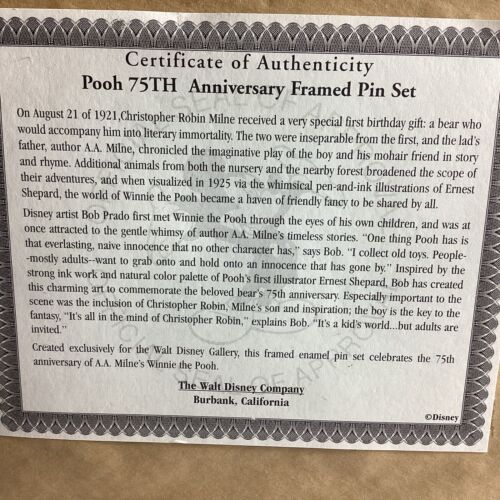 Certificate of Authenticity
Pooh 75TH Anniversary Framed Pin Set
On August 21 of 1921,Christopher Robin Milne received a very special first birthday gift: a bear who
would accompany him into literary immortality. The two were inseparable from the first, and the lad's
father, author A.A. Milne, chronicled the imaginative play of the boy and his mohair friend in story
and rhyme. Additional animals from both the nursery and the nearby forest broadened the scope of
their adventures, and when visualized in 1925 via the whimsical pen-and-ink illustrations of Ernest
Shepard, the world of Winnie the Pooh became a haven of friendly fancy to be shared by all.
Disney artist Bob Prado first met Winnie the Pooh through the eyes of his own children, and was at
once attracted to the gentle whimsy of author A.A. Milne's timeless stories. "One thing Pooh has is
that everlasting, naive innocence that no other character has," says Bob. "I collect old toys. People-
-mostly adults--want to grab onto and hold onto an innocence that has gone by." Inspired by the
strong ink work and natural color palette of Pooh's first illustrator Ernest Shepard, Bob has created
this charming art to commemorate the beloved bear's 75th anniversary. Especially important to the
scene was the inclusion of Christopher Robin, Milne's son and inspiration; the boy is the key to the
fantasy, "It's all in the mind of Christopher Robin," explains Bob. "It's a kid's world...but adults are
invited."
Created exclusively for the Walt Disney Gallery, this framed enamel pin set celebrates the 75th
anniversary of A.A. Milne's Winnie the Pooh.
The Walt Disney Company
Burbank, California
©Disney